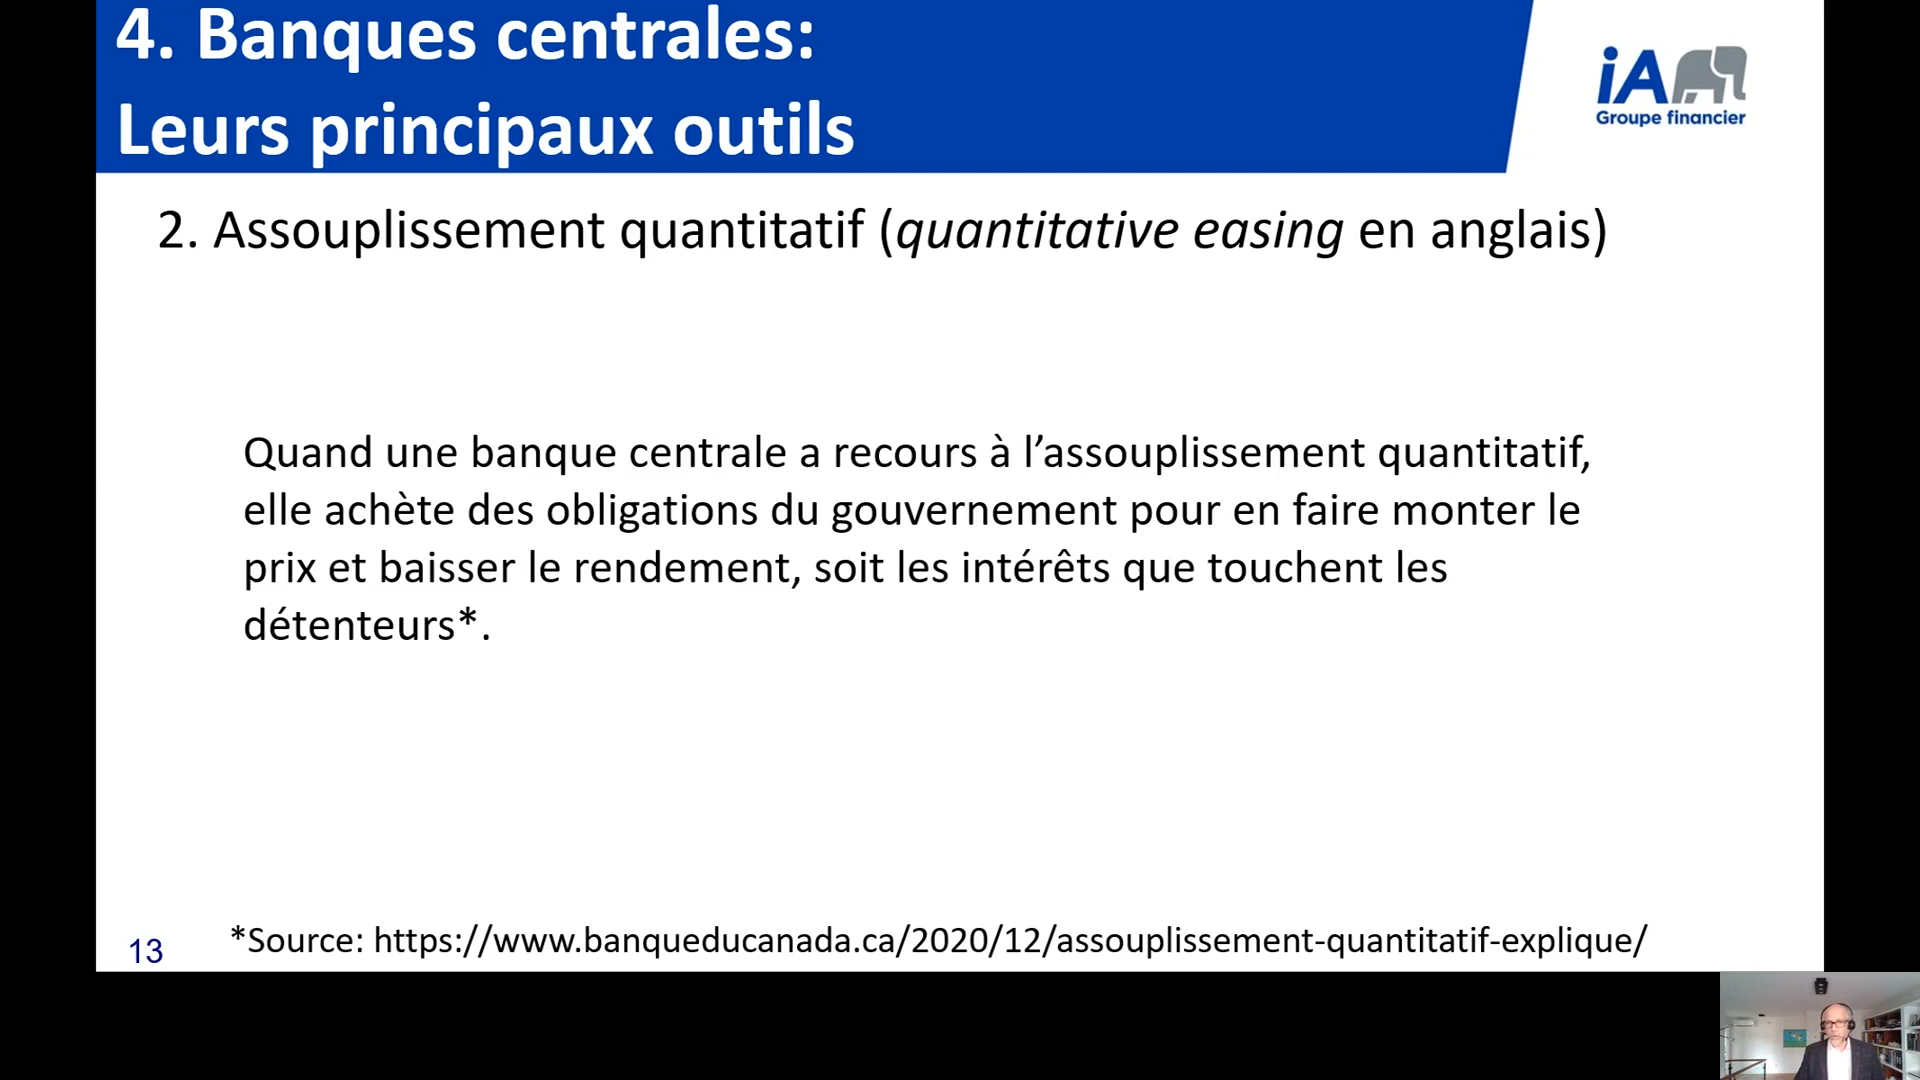 4. Banques centrales:
Leurs principaux outils
iA
Groupe financier
2. Assouplissement quantitatif (quantitative easing en anglais)
Quand une banque centrale a recours à l’assouplissement quantitatif,
elle achète des obligations du gouvernement pour en faire monter le
prix et baisser le rendement, soit les intérêts que touchent les
détenteurs*.
13
*Source: https://www.banqueducanada.ca/2020/12/assouplissement-quantitatif-explique/